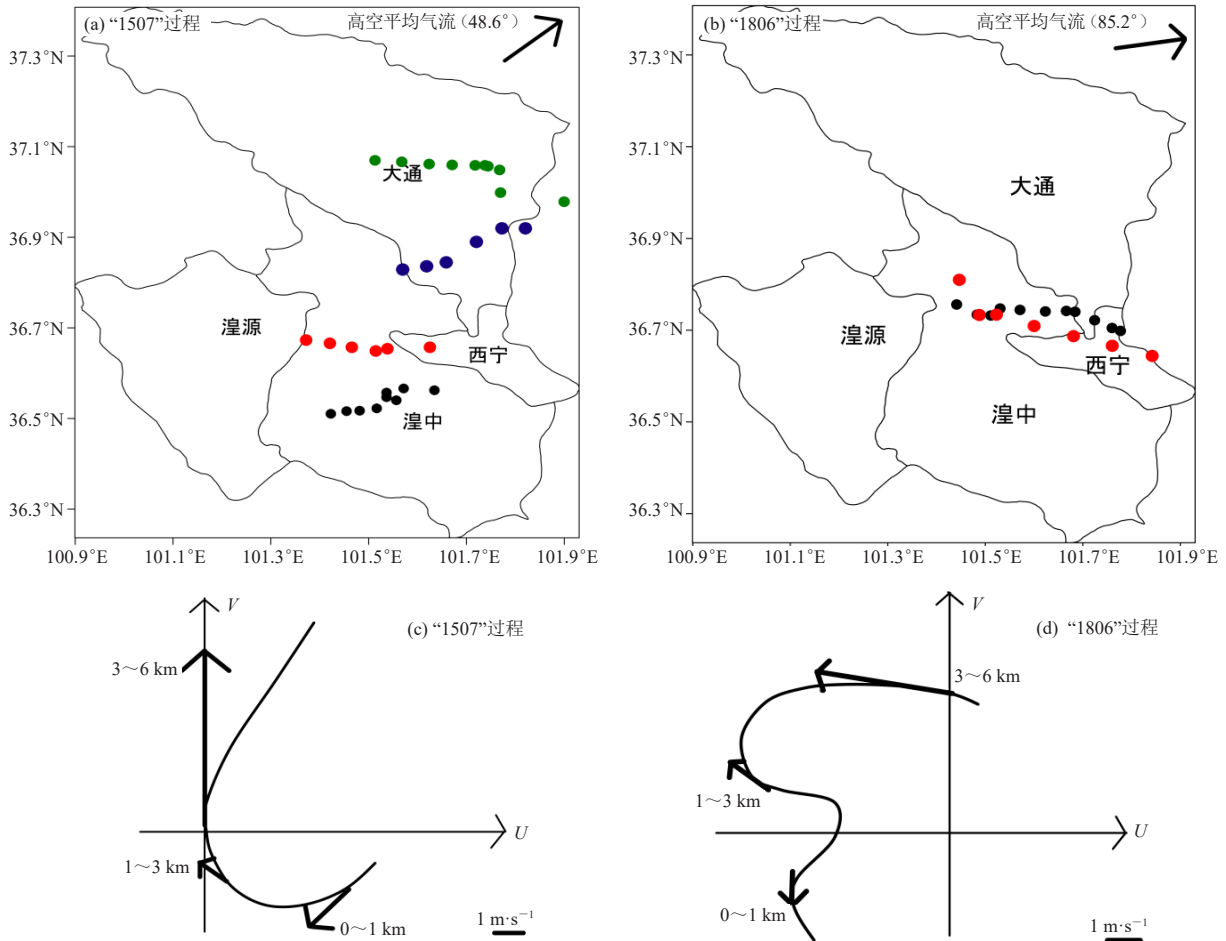 (a) “1507”过程
高空平均气流(48.6°)
37.3°N
37.1°N
36.9°N
36.7°N
36.5°N
36.3°N
大通
湟源
西宁
湟中
100.9°E 101.1°E 101.3°E 101.5°E 101.7°E 101.9°E
(b) “1806”过程
高空平均气流(85.2°)
37.3°N
37.1°N
36.9°N
36.7°N
36.5°N
36.3°N
大通
湟源
西宁
湟中
100.9°E 101.1°E 101.3°E 101.5°E 101.7°E 101.9°E
V
(c) “1507”过程
3～6 km
U
1～3 km
0～1 km
1 m·s⁻¹
V
(d) “1806”过程
3～6 km
1～3 km
U
0～1 km
1 m·s⁻¹